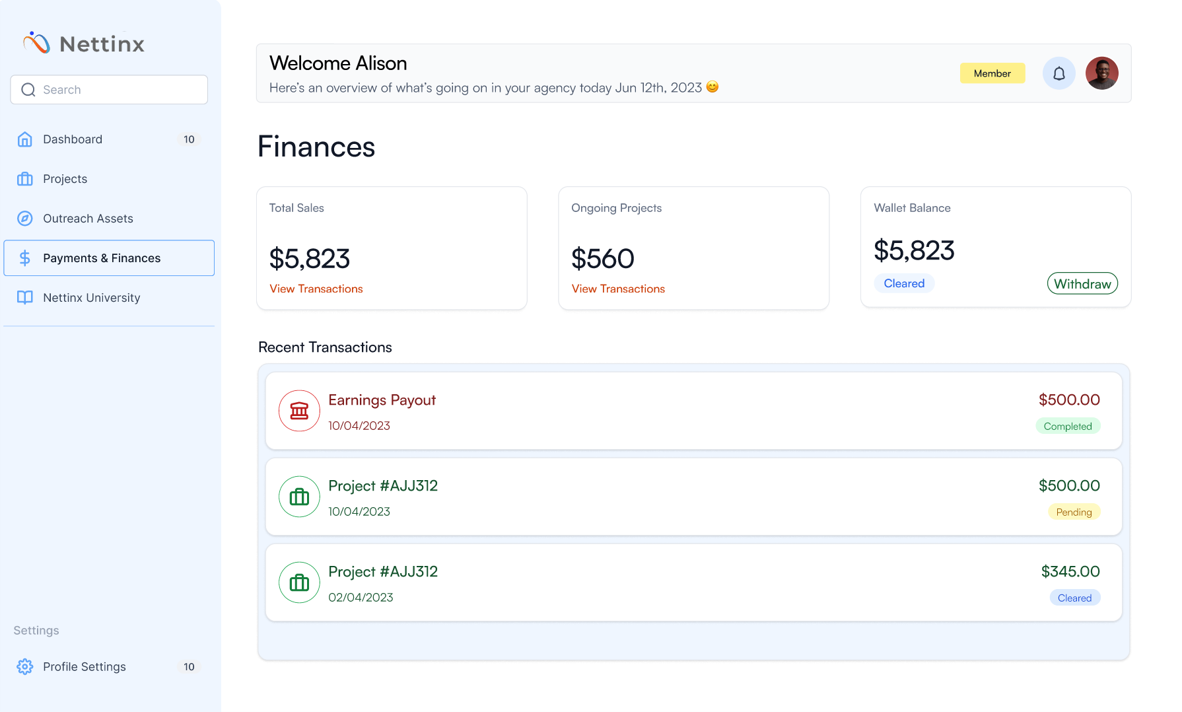 Nettinx
Search
Dashboard 10
Projects
Outreach Assets
Payments & Finances
Nettinx University
Settings
Profile Settings 10
Welcome Alison
Here's an overview of what's going on in your agency today Jun 12th, 2023 😊
Member
Finances
Total Sales
$5,823
View Transactions
Ongoing Projects
$560
View Transactions
Wallet Balance
$5,823
Cleared
Withdraw
Recent Transactions
Earnings Payout $500.00
10/04/2023 Completed
Project #AJJ312 $500.00
10/04/2023 Pending
Project #AJJ312 $345.00
02/04/2023 Cleared